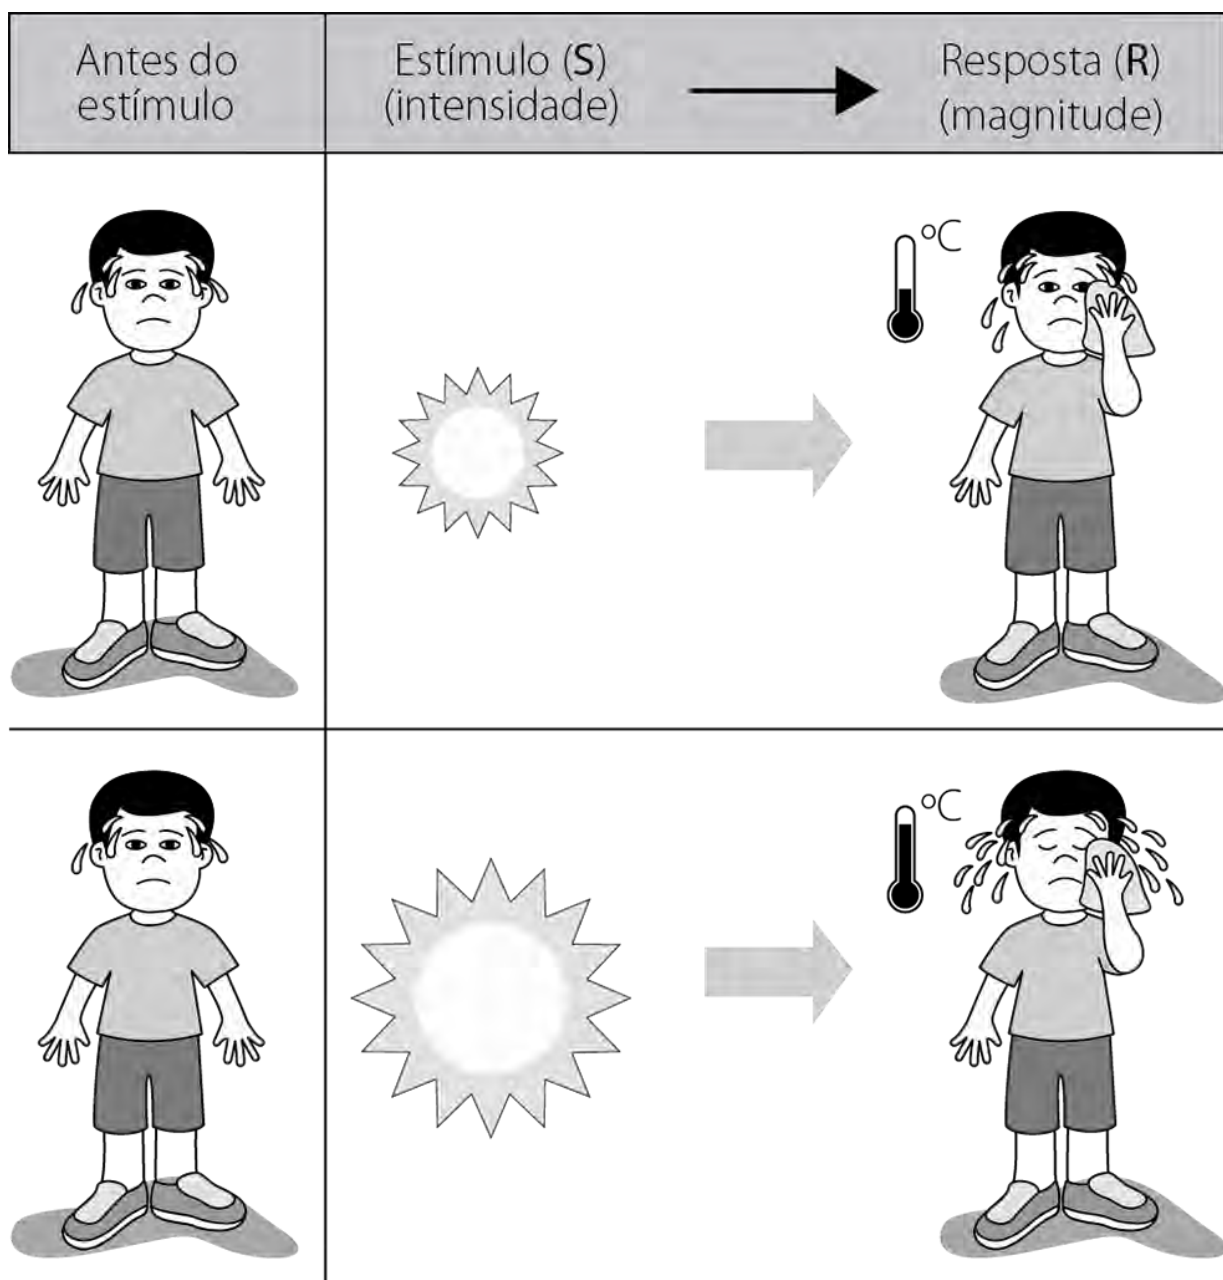 Antes do
estímulo
Estímulo (S)
(intensidade)
Resposta (R)
(magnitude)
°C
°C